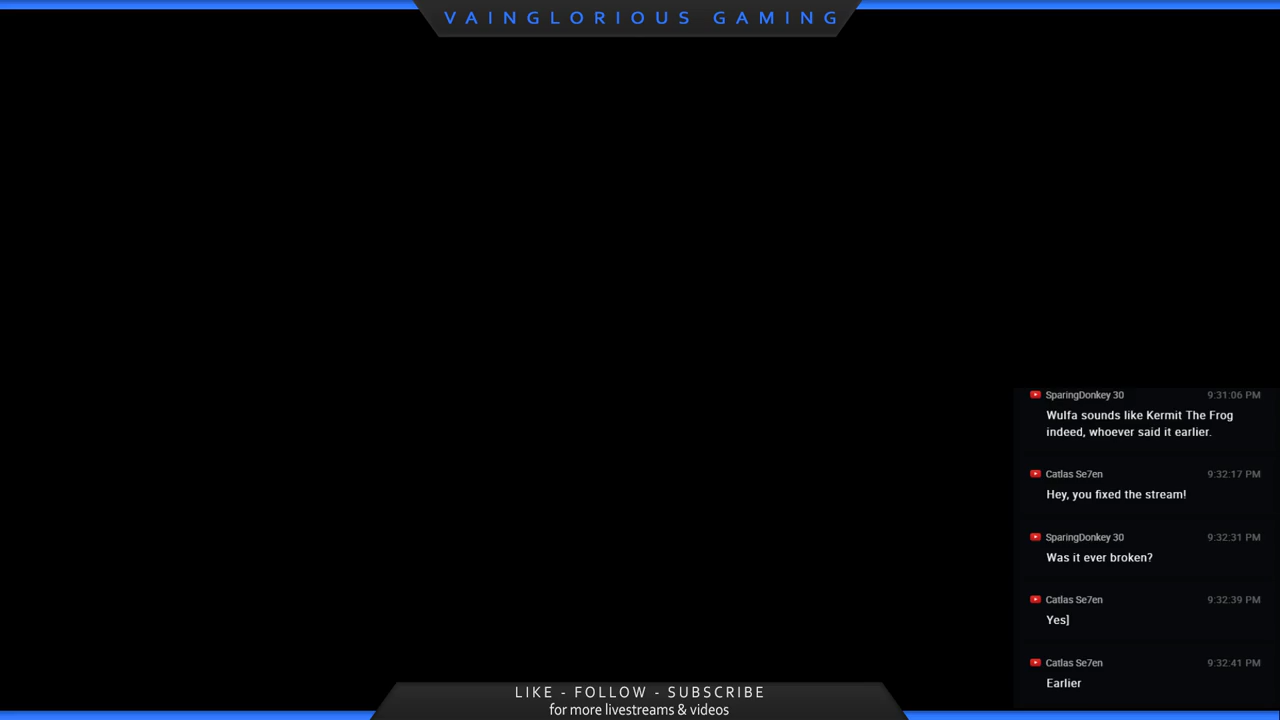 VAINGLORIOUS GAMING
SparingDonkey 30 9:31:06 PM
Wulfa sounds like Kermit The Frog
indeed, whoever said it earlier.
Catlas Se7en 9:32:17 PM
Hey, you fixed the stream!
SparingDonkey 30 9:32:31 PM
Was it ever broken?
Catlas Se7en 9:32:39 PM
Yes]
Catlas Se7en 9:32:41 PM
Earlier
LIKE - FOLLOW - SUBSCRIBE
for more livestreams & videos